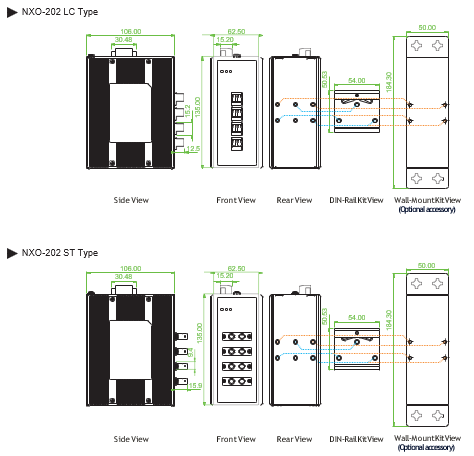 NXO-202 LC Type
106.00
30.48
62.50
15.20
50.00
15.2
12.5
135.00
50.53
54.00
184.30
Side View
Front View
Rear View
DIN-Rail Kit View
Wall-Mount Kit View
(Optional accessory)
NXO-202 ST Type
106.00
30.48
62.50
15.20
50.00
9.4
15.9
135.00
50.53
54.00
184.30
Side View
Front View
Rear View
DIN-Rail Kit View
Wall-Mount Kit View
(Optional accessory)